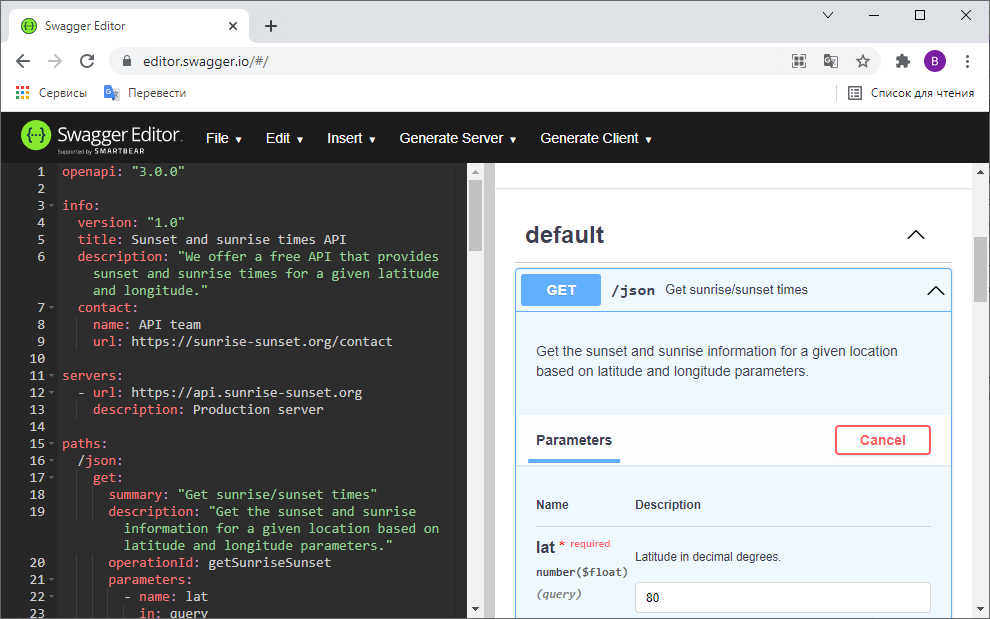 Swagger Editor
editor.swagger.io/#/
B
Сервисы Перевести Список для чтения
Swagger Editor.
Supported by SMARTBEAR
File Edit Insert Generate Server Generate Client
1 openapi: "3.0.0"
2
3 info:
4 version: "1.0"
5 title: Sunset and sunrise times API
6 description: "We offer a free API that provides
sunset and sunrise times for a given latitude
and longitude."
7 contact:
8 name: API team
9 url: https://sunrise-sunset.org/contact
10
11 servers:
12 - url: https://api.sunrise-sunset.org
13 description: Production server
14
15 paths:
16 /json:
17 get:
18 summary: "Get sunrise/sunset times"
19 description: "Get the sunset and sunrise
information for a given location based on
latitude and longitude parameters."
20 operationId: getSunriseSunset
21 parameters:
22 - name: lat
23 in: query
default
GET /json Get sunrise/sunset times
Get the sunset and sunrise information for a given location
based on latitude and longitude parameters.
Parameters Cancel
Name Description
lat * required
number($float)
(query)
Latitude in decimal degrees.
80